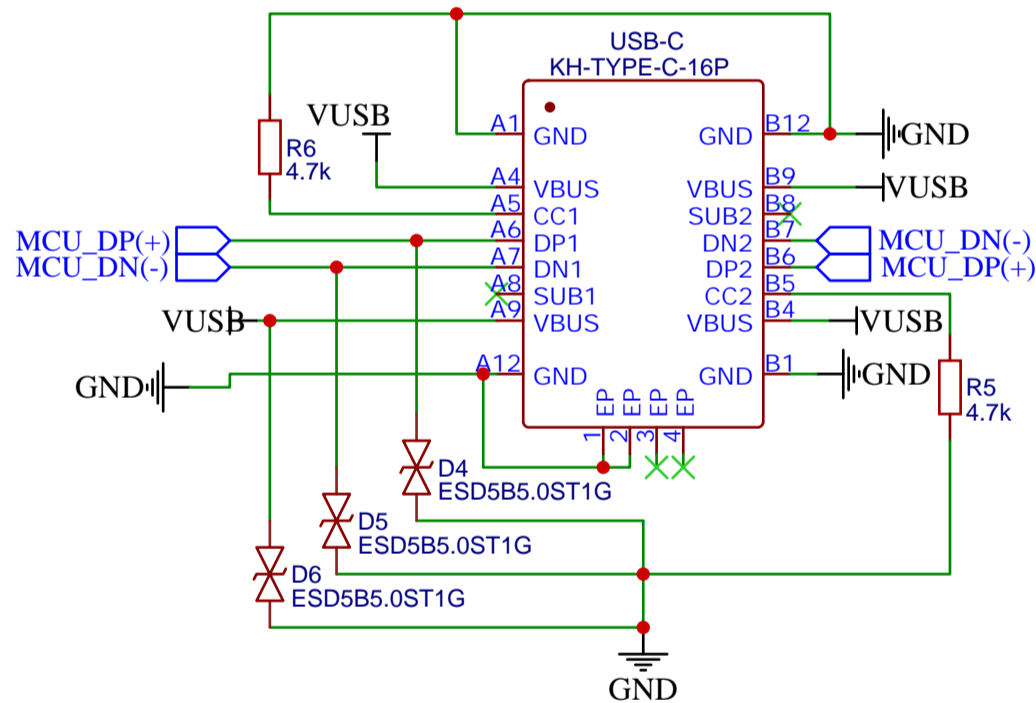 USB-C
KH-TYPE-C-16P
VUSB
A1
GND
GND
B12
GND
R6
4.7k
A4
VBUS
VBUS
B9
VUSB
A5
CC1
SUB2
B8
MCU_DP(+)
A6
DP1
DN2
B7
MCU_DN(-)
MCU_DN(-)
A7
DN1
DP2
B6
MCU_DP(+)
A8
SUB1
CC2
B5
VUSB
A9
VBUS
VBUS
B4
VUSB
GND
A12
GND
GND
B1
GND
R5
4.7k
EP
EP
EP
EP
1
2
3
4
D4
ESD5B5.0ST1G
D5
ESD5B5.0ST1G
D6
ESD5B5.0ST1G
GND